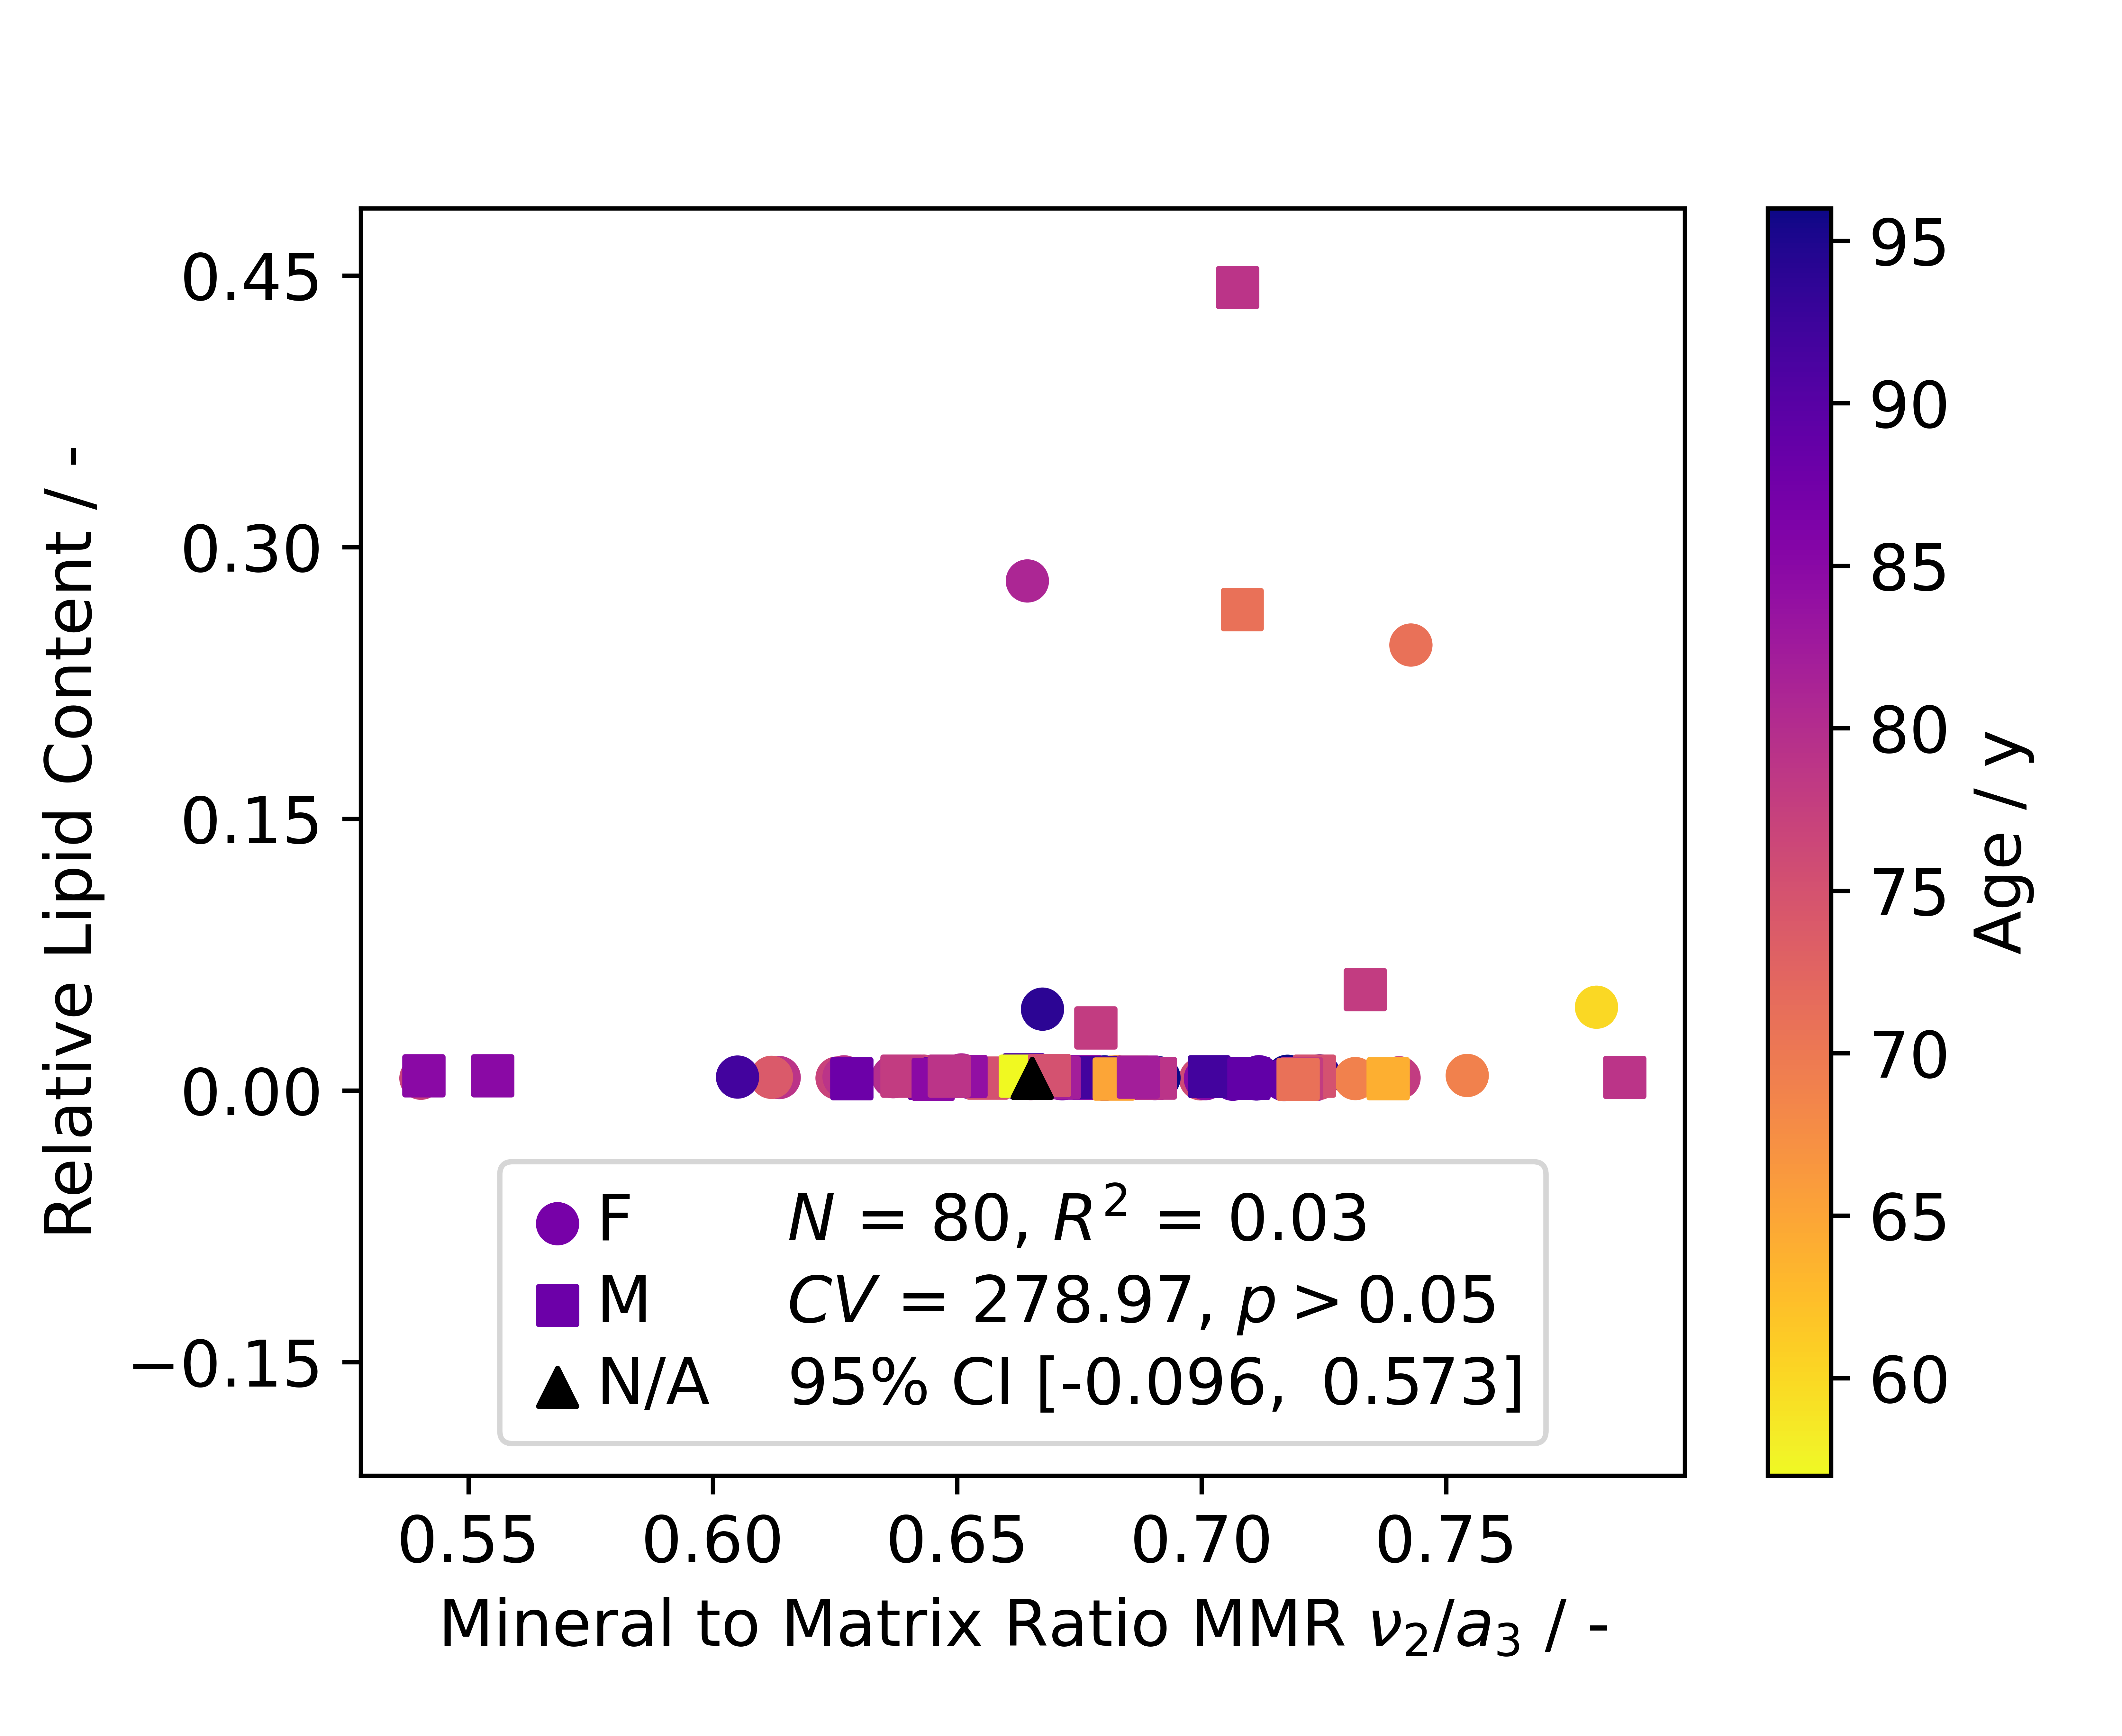 0.45
0.30
0.15
0.00
−0.15
Relative Lipid Content / -
F N = 80, R² = 0.03
M CV = 278.97, p > 0.05
N/A 95% CI [-0.096, 0.573]
0.55 0.60 0.65 0.70 0.75
Mineral to Matrix Ratio MMR ν₂/a₃ / -
95
90
85
80
75
70
65
60
Age / y